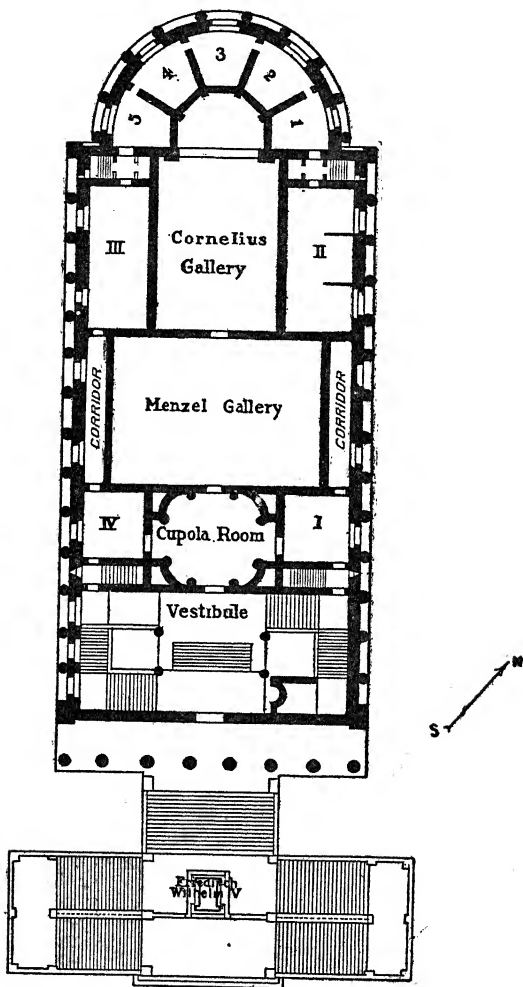 3
4
2
5
1
Cornelius
Gallery
III
II
CORRIDOR
Menzel Gallery
CORRIDOR
IV
Cupola Room
I
Vestibule
N
S
Friedrich
Wilhelm V